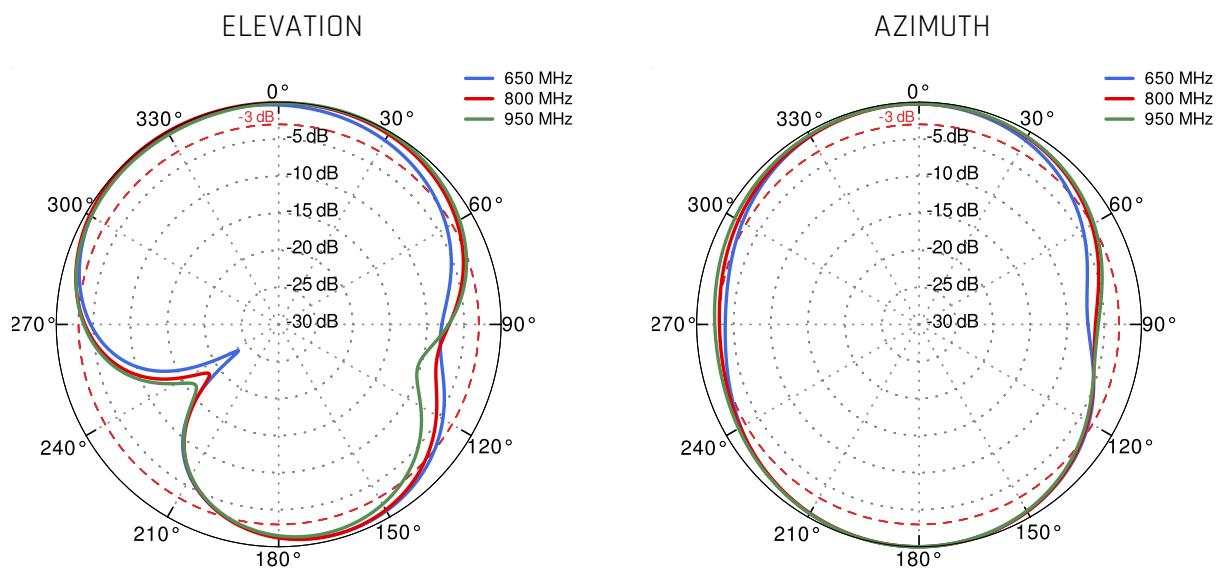 ELEVATION
650 MHz
800 MHz
950 MHz
0°
30°
60°
90°
120°
150°
180°
210°
240°
270°
300°
330°
-3 dB
-5 dB
-10 dB
-15 dB
-20 dB
-25 dB
-30 dB
AZIMUTH
650 MHz
800 MHz
950 MHz
0°
30°
60°
90°
120°
150°
180°
210°
240°
270°
300°
330°
-3 dB
-5 dB
-10 dB
-15 dB
-20 dB
-25 dB
-30 dB